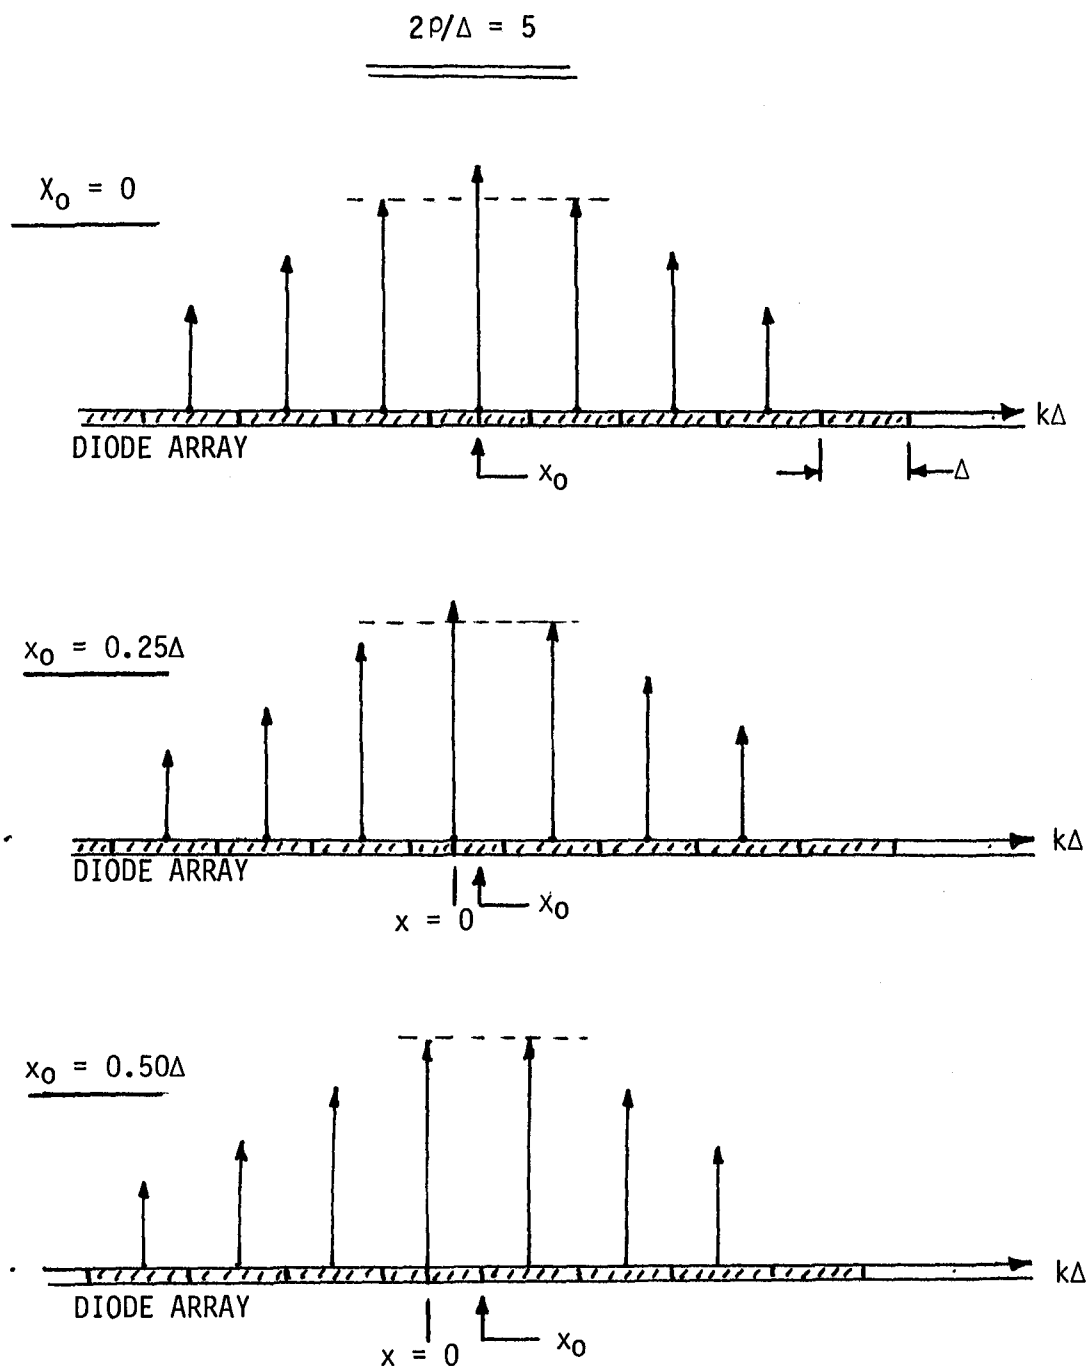 2ρ/Δ = 5
X₀ = 0
kΔ
DIODE ARRAY
x₀
Δ
x₀ = 0.25Δ
kΔ
DIODE ARRAY
x = 0
x₀
x₀ = 0.50Δ
kΔ
DIODE ARRAY
x = 0
x₀